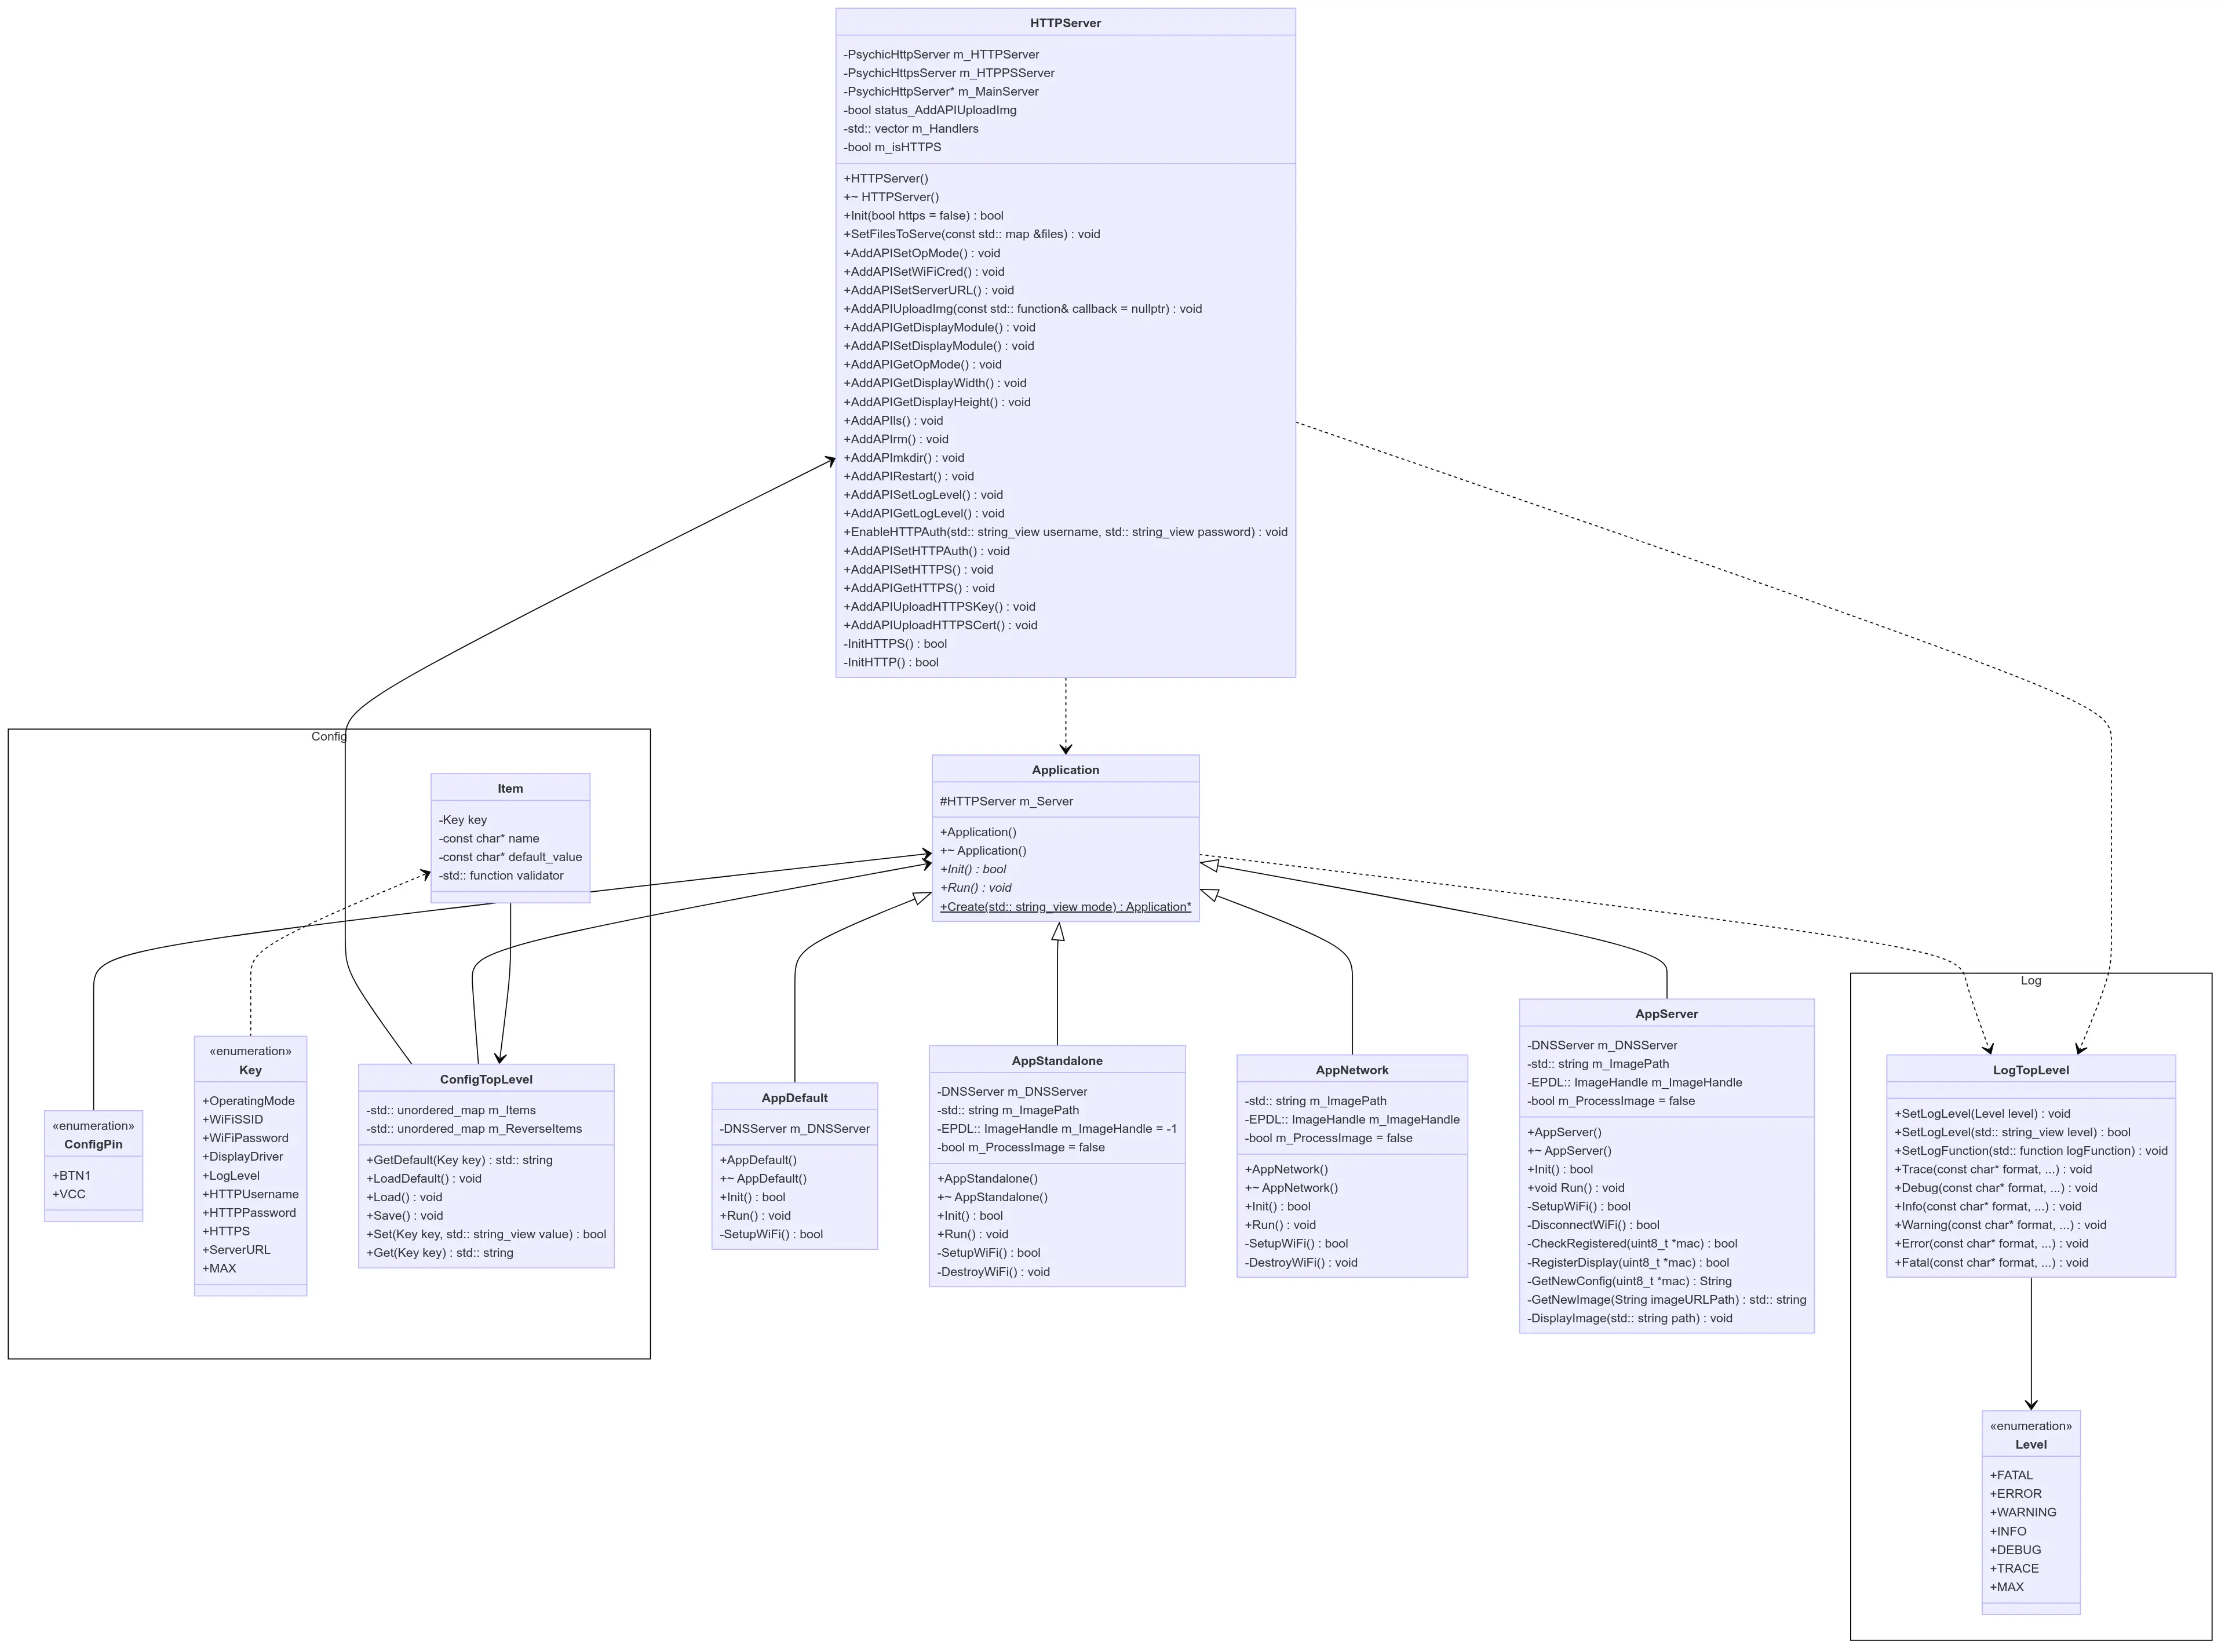 HTTPServer
-PsychicHttpServer m_HTTPServer
-PsychicHttpsServer m_HTPPSServer
-PsychicHttpServer* m_MainServer
-bool status_AddAPIUploadImg
-std:: vector m_Handlers
-bool m_isHTTPS
+HTTPServer()
+~ HTTPServer()
+Init(bool https = false) : bool
+SetFilesToServe(const std:: map &files) : void
+AddAPISetOpMode() : void
+AddAPISetWiFiCred() : void
+AddAPISetServerURL() : void
+AddAPIUploadImg(const std:: function& callback = nullptr) : void
+AddAPIGetDisplayModule() : void
+AddAPISetDisplayModule() : void
+AddAPIGetOpMode() : void
+AddAPIGetDisplayWidth() : void
+AddAPIGetDisplayHeight() : void
+AddAPIls() : void
+AddAPIrm() : void
+AddAPImkdir() : void
+AddAPIRestart() : void
+AddAPISetLogLevel() : void
+AddAPIGetLogLevel() : void
+EnableHTTPAuth(std:: string_view username, std:: string_view password) : void
+AddAPISetHTTPAuth() : void
+AddAPISetHTTPS() : void
+AddAPIGetHTTPS() : void
+AddAPIUploadHTTPSKey() : void
+AddAPIUploadHTTPSCert() : void
-InitHTTPS() : bool
-InitHTTP() : bool
Config
Item
-Key key
-const char* name
-const char* default_value
-std:: function validator
Application
#HTTPServer m_Server
+Application()
+~ Application()
+Init() : bool
+Run() : void
+Create(std:: string_view mode) : Application*
«enumeration»
ConfigPin
+BTN1
+VCC
«enumeration»
Key
+OperatingMode
+WiFiSSID
+WiFiPassword
+DisplayDriver
+LogLevel
+HTTPUsername
+HTTPPassword
+HTTPS
+ServerURL
+MAX
ConfigTopLevel
-std:: unordered_map m_Items
-std:: unordered_map m_ReverseItems
+GetDefault(Key key) : std:: string
+LoadDefault() : void
+Load() : void
+Save() : void
+Set(Key key, std:: string_view value) : bool
+Get(Key key) : std:: string
AppDefault
-DNSServer m_DNSServer
+AppDefault()
+~ AppDefault()
+Init() : bool
+Run() : void
-SetupWiFi() : bool
AppStandalone
-DNSServer m_DNSServer
-std:: string m_ImagePath
-EPDL:: ImageHandle m_ImageHandle = -1
-bool m_ProcessImage = false
+AppStandalone()
+~ AppStandalone()
+Init() : bool
+Run() : void
-SetupWiFi() : bool
-DestroyWiFi() : void
AppNetwork
-std:: string m_ImagePath
-EPDL:: ImageHandle m_ImageHandle
-bool m_ProcessImage = false
+AppNetwork()
+~ AppNetwork()
+Init() : bool
+Run() : void
-SetupWiFi() : bool
-DestroyWiFi() : void
AppServer
-DNSServer m_DNSServer
-std:: string m_ImagePath
-EPDL:: ImageHandle m_ImageHandle
-bool m_ProcessImage = false
+AppServer()
+~ AppServer()
+Init() : bool
+void Run() : void
-SetupWiFi() : bool
-DisconnectWiFi() : bool
-CheckRegistered(uint8_t *mac) : bool
-RegisterDisplay(uint8_t *mac) : bool
-GetNewConfig(uint8_t *mac) : String
-GetNewImage(String imageURLPath) : std:: string
-DisplayImage(std:: string path) : void
Log
LogTopLevel
+SetLogLevel(Level level) : void
+SetLogLevel(std:: string_view level) : bool
+SetLogFunction(std:: function logFunction) : void
+Trace(const char* format, ...) : void
+Debug(const char* format, ...) : void
+Info(const char* format, ...) : void
+Warning(const char* format, ...) : void
+Error(const char* format, ...) : void
+Fatal(const char* format, ...) : void
«enumeration»
Level
+FATAL
+ERROR
+WARNING
+INFO
+DEBUG
+TRACE
+MAX